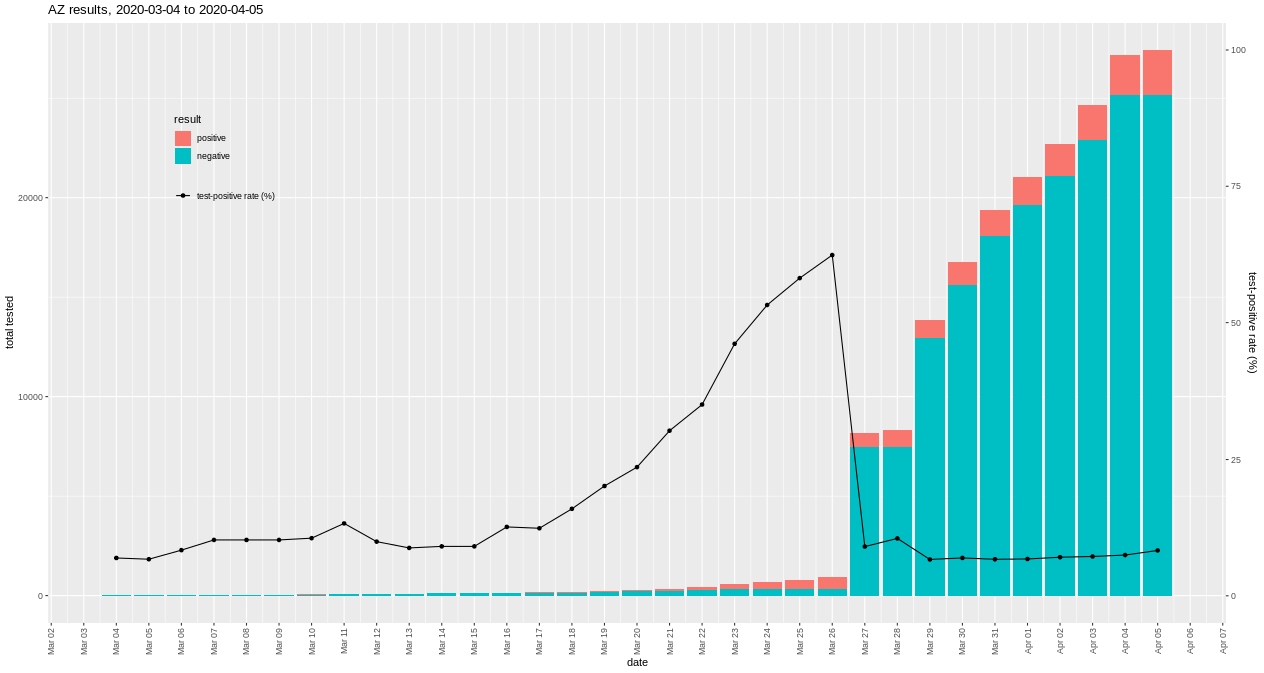 AZ results, 2020-03-04 to 2020-04-05
result
positive
negative
test-positive rate (%)
total tested
20000
10000
0
100
75
50
25
0
test-positive rate (%)
Mar 02
Mar 03
Mar 04
Mar 05
Mar 06
Mar 07
Mar 08
Mar 09
Mar 10
Mar 11
Mar 12
Mar 13
Mar 14
Mar 15
Mar 16
Mar 17
Mar 18
Mar 19
Mar 20
Mar 21
Mar 22
Mar 23
Mar 24
Mar 25
Mar 26
Mar 27
Mar 28
Mar 29
Mar 30
Mar 31
Apr 01
Apr 02
Apr 03
Apr 04
Apr 05
Apr 06
Apr 07
date